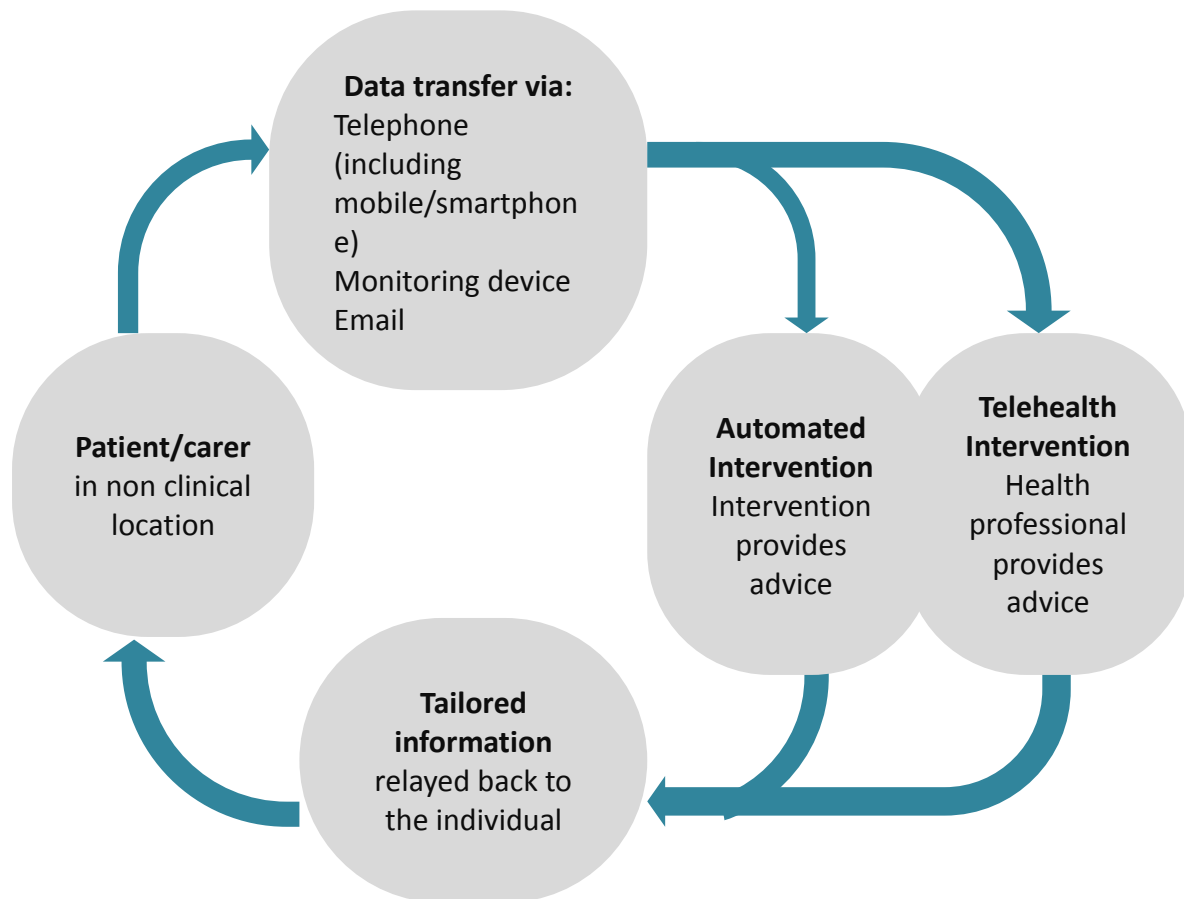 Data transfer via:
Telephone
(including
mobile/smartphon
e)
Monitoring device
Email
Patient/carer
in non clinical
location
Automated
Intervention
Intervention
provides
advice
Telehealth
Intervention
Health
professional
provides
advice
Tailored
information
relayed back to
the individual